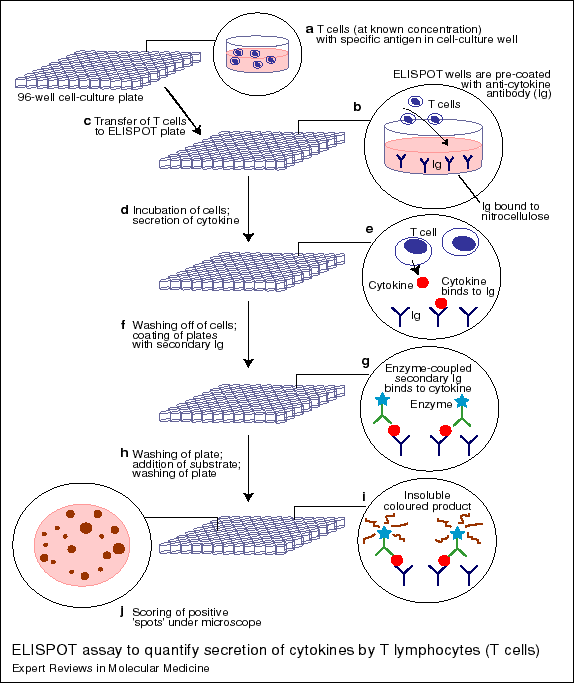 a T cells (at known concentration)
with specific antigen in cell-culture well
96-well cell-culture plate
ELISPOT wells are pre-coated
with anti-cytokine
antibody (Ig)
b
T cells
c Transfer of T cells
to ELISPOT plate
Ig
Ig bound to
nitrocellulose
d Incubation of cells;
secretion of cytokine
e
T cell
Cytokine
Cytokine
binds to Ig
Ig
f Washing off of cells;
coating of plates
with secondary Ig
g
Enzyme-coupled
secondary Ig
binds to cytokine
Enzyme
h Washing of plate;
addition of substrate;
washing of plate
i
Insoluble
coloured product
j Scoring of positive
'spots' under microscope
ELISPOT assay to quantify secretion of cytokines by T lymphocytes (T cells)
Expert Reviews in Molecular Medicine